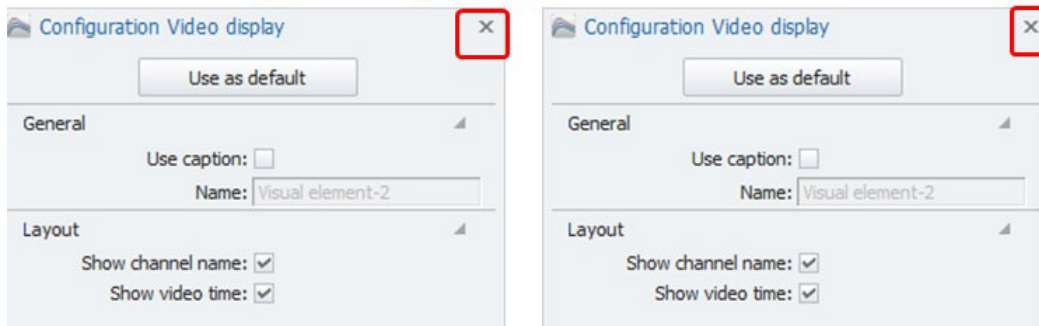 Configuration Video display
Use as default
General
Use caption:
Name: Visual element-2
Layout
Show channel name:
Show video time:
Configuration Video display
Use as default
General
Use caption:
Name: Visual element-2
Layout
Show channel name:
Show video time: